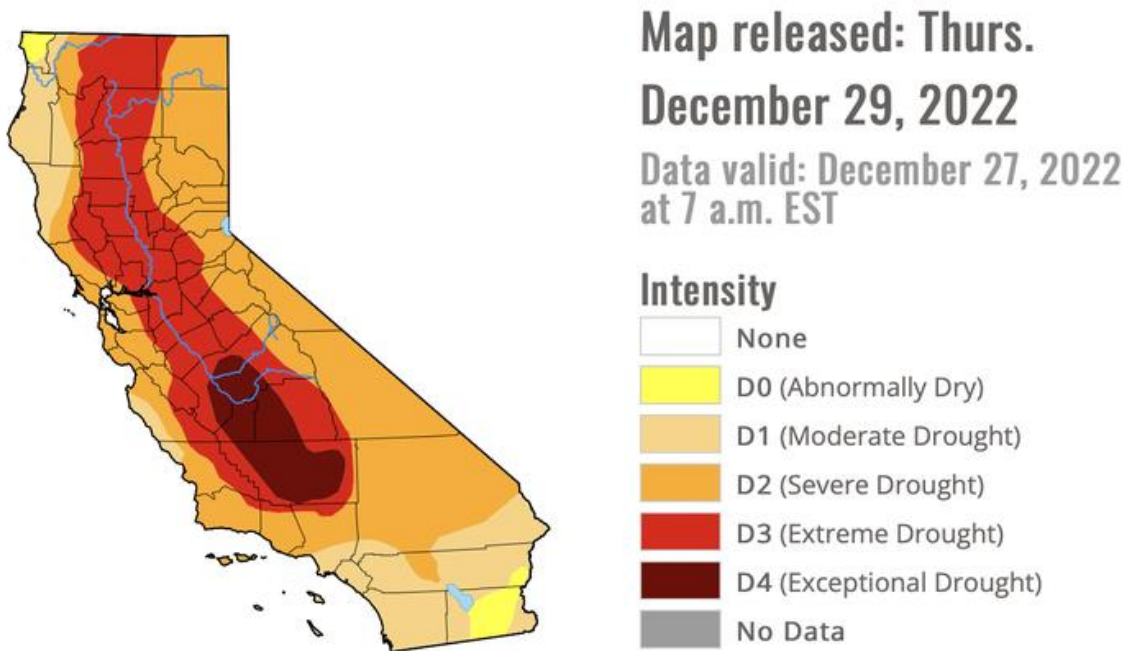 Map released: Thurs.
December 29, 2022
Data valid: December 27, 2022
at 7 a.m. EST
Intensity
None
D0 (Abnormally Dry)
D1 (Moderate Drought)
D2 (Severe Drought)
D3 (Extreme Drought)
D4 (Exceptional Drought)
No Data